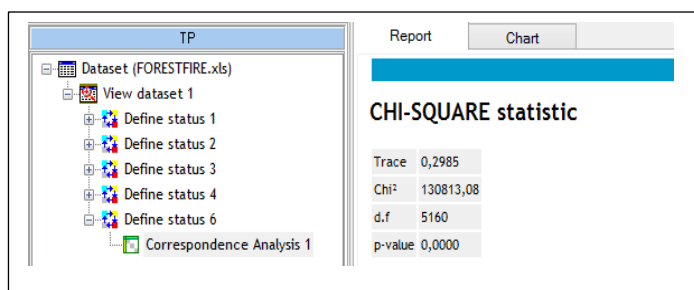 TP
Dataset (FORESTFIRE.xls)
View dataset 1
Define status 1
Define status 2
Define status 3
Define status 4
Define status 6
Correspondence Analysis 1
Report Chart
CHI-SQUARE statistic
Trace 0,2985
Chi² 130813,08
d.f 5160
p-value 0,0000